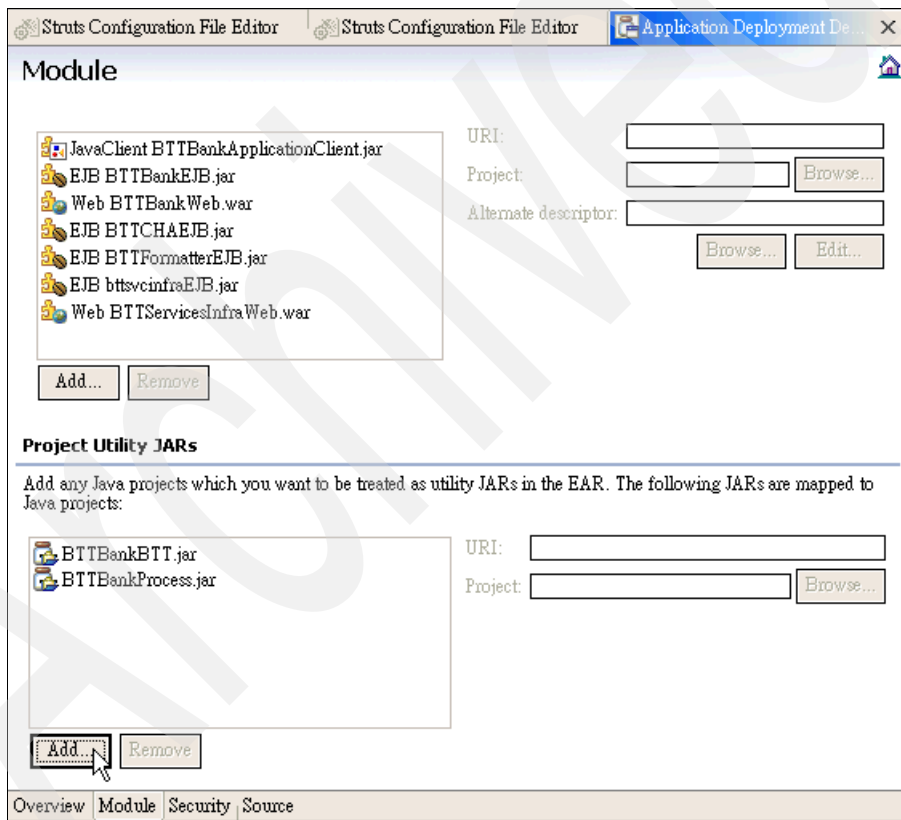 Struts Configuration File Editor
Struts Configuration File Editor
Application Deployment De...
Module
JavaClient BTTBankApplicationClient.jar
EJB BTTBankEJB.jar
Web BTTBankWeb.war
EJB BTTCHAEJB.jar
EJB BTTFormatterEJB.jar
EJB bttsvcinfraEJB.jar
Web BTTServicesInfraWeb.war
Add...
Remove
URI:
Project:
Browse...
Alternate descriptor:
Browse...
Edit...
Project Utility JARs
Add any Java projects which you want to be treated as utility JARs in the EAR. The following JARs are mapped to
Java projects:
BTTBankBTT.jar
BTTBankProcess.jar
URI:
Project:
Browse...
Add...
Remove
Overview
Module
Security
Source